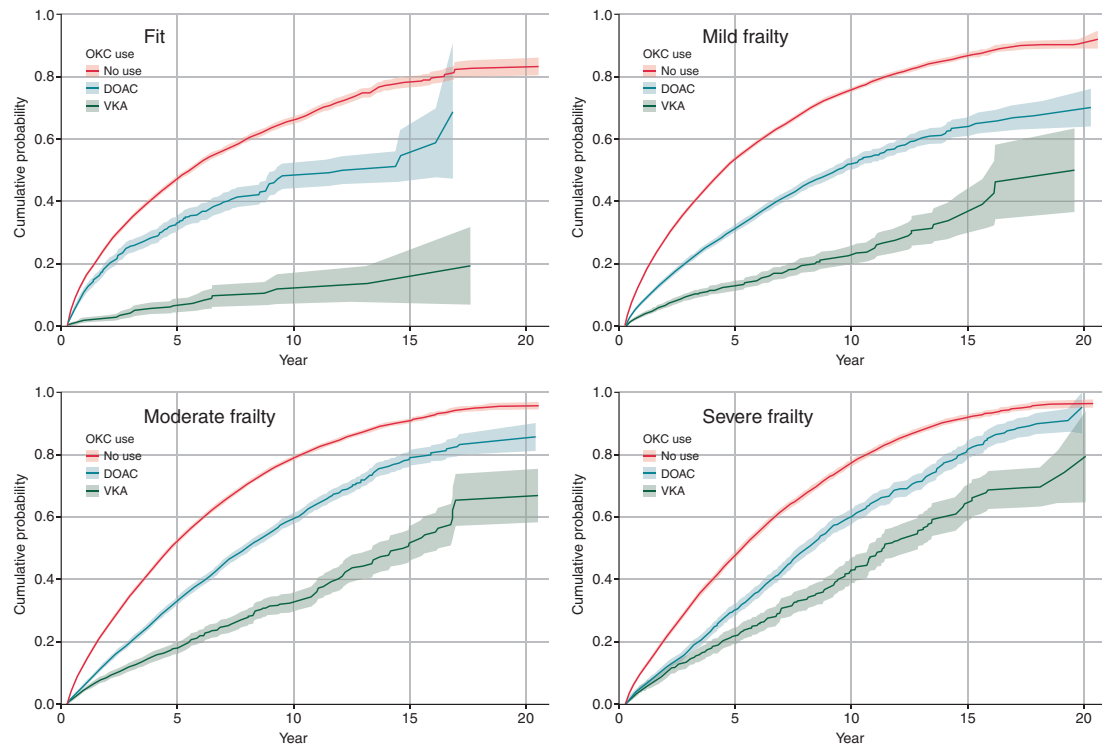 Fit
OKC use
No use
DOAC
VKA
Cumulative probability
1.0
0.8
0.6
0.4
0.2
0.0
0 5 10 15 20
Year
Mild frailty
OKC use
No use
DOAC
VKA
Cumulative probability
1.0
0.8
0.6
0.4
0.2
0.0
0 5 10 15 20
Year
Moderate frailty
OKC use
No use
DOAC
VKA
Cumulative probability
1.0
0.8
0.6
0.4
0.2
0.0
0 5 10 15 20
Year
Severe frailty
OKC use
No use
DOAC
VKA
Cumulative probability
1.0
0.8
0.6
0.4
0.2
0.0
0 5 10 15 20
Year